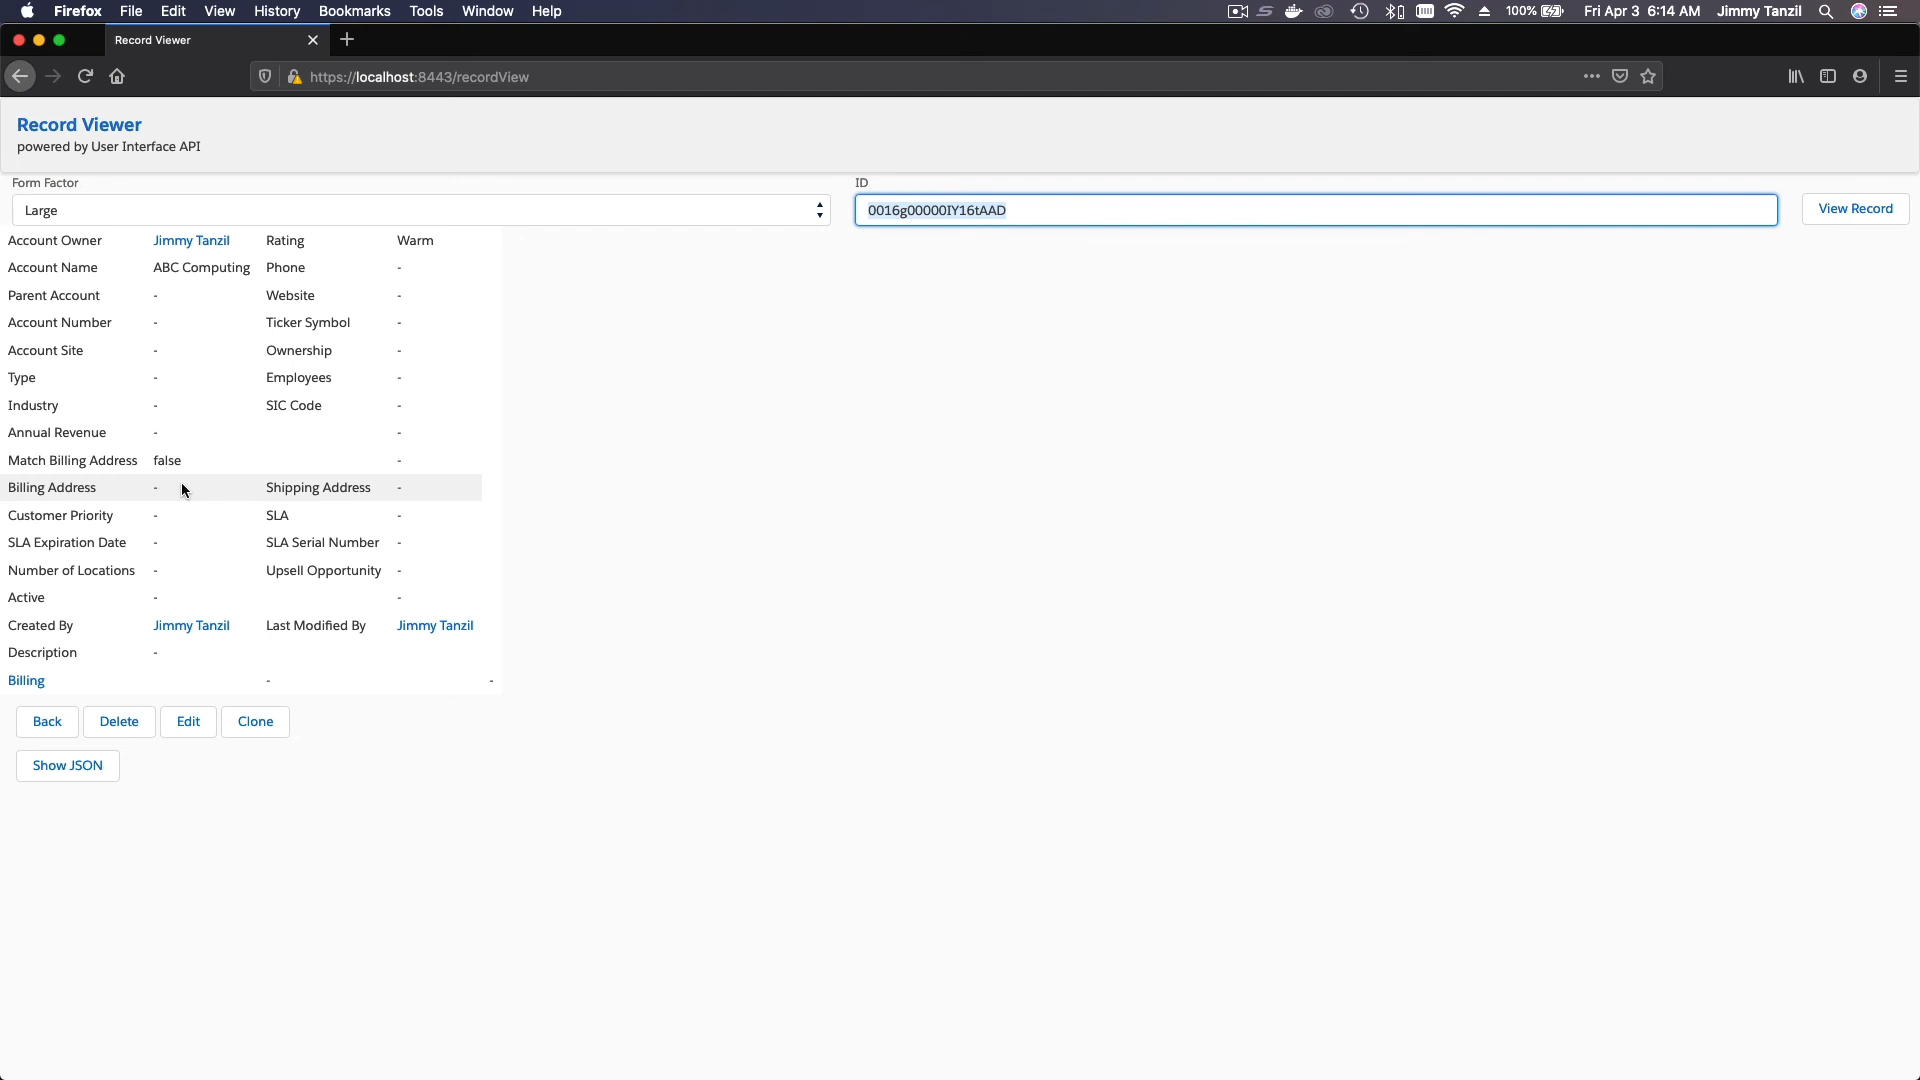 Firefox File Edit View History Bookmarks Tools Window Help 100% Fri Apr 3 6:14 AM Jimmy Tanzil
Record Viewer
https://localhost:8443/recordView
Record Viewer
powered by User Interface API
Form Factor ID
Large 0016g00000IY16tAAD View Record
Account Owner Jimmy Tanzil Rating Warm
Account Name ABC Computing Phone -
Parent Account - Website -
Account Number - Ticker Symbol -
Account Site - Ownership -
Type - Employees -
Industry - SIC Code -
Annual Revenue - -
Match Billing Address false -
Billing Address - Shipping Address -
Customer Priority - SLA -
SLA Expiration Date - SLA Serial Number -
Number of Locations - Upsell Opportunity -
Active - -
Created By Jimmy Tanzil Last Modified By Jimmy Tanzil
Description -
Billing - -
Back Delete Edit Clone
Show JSON